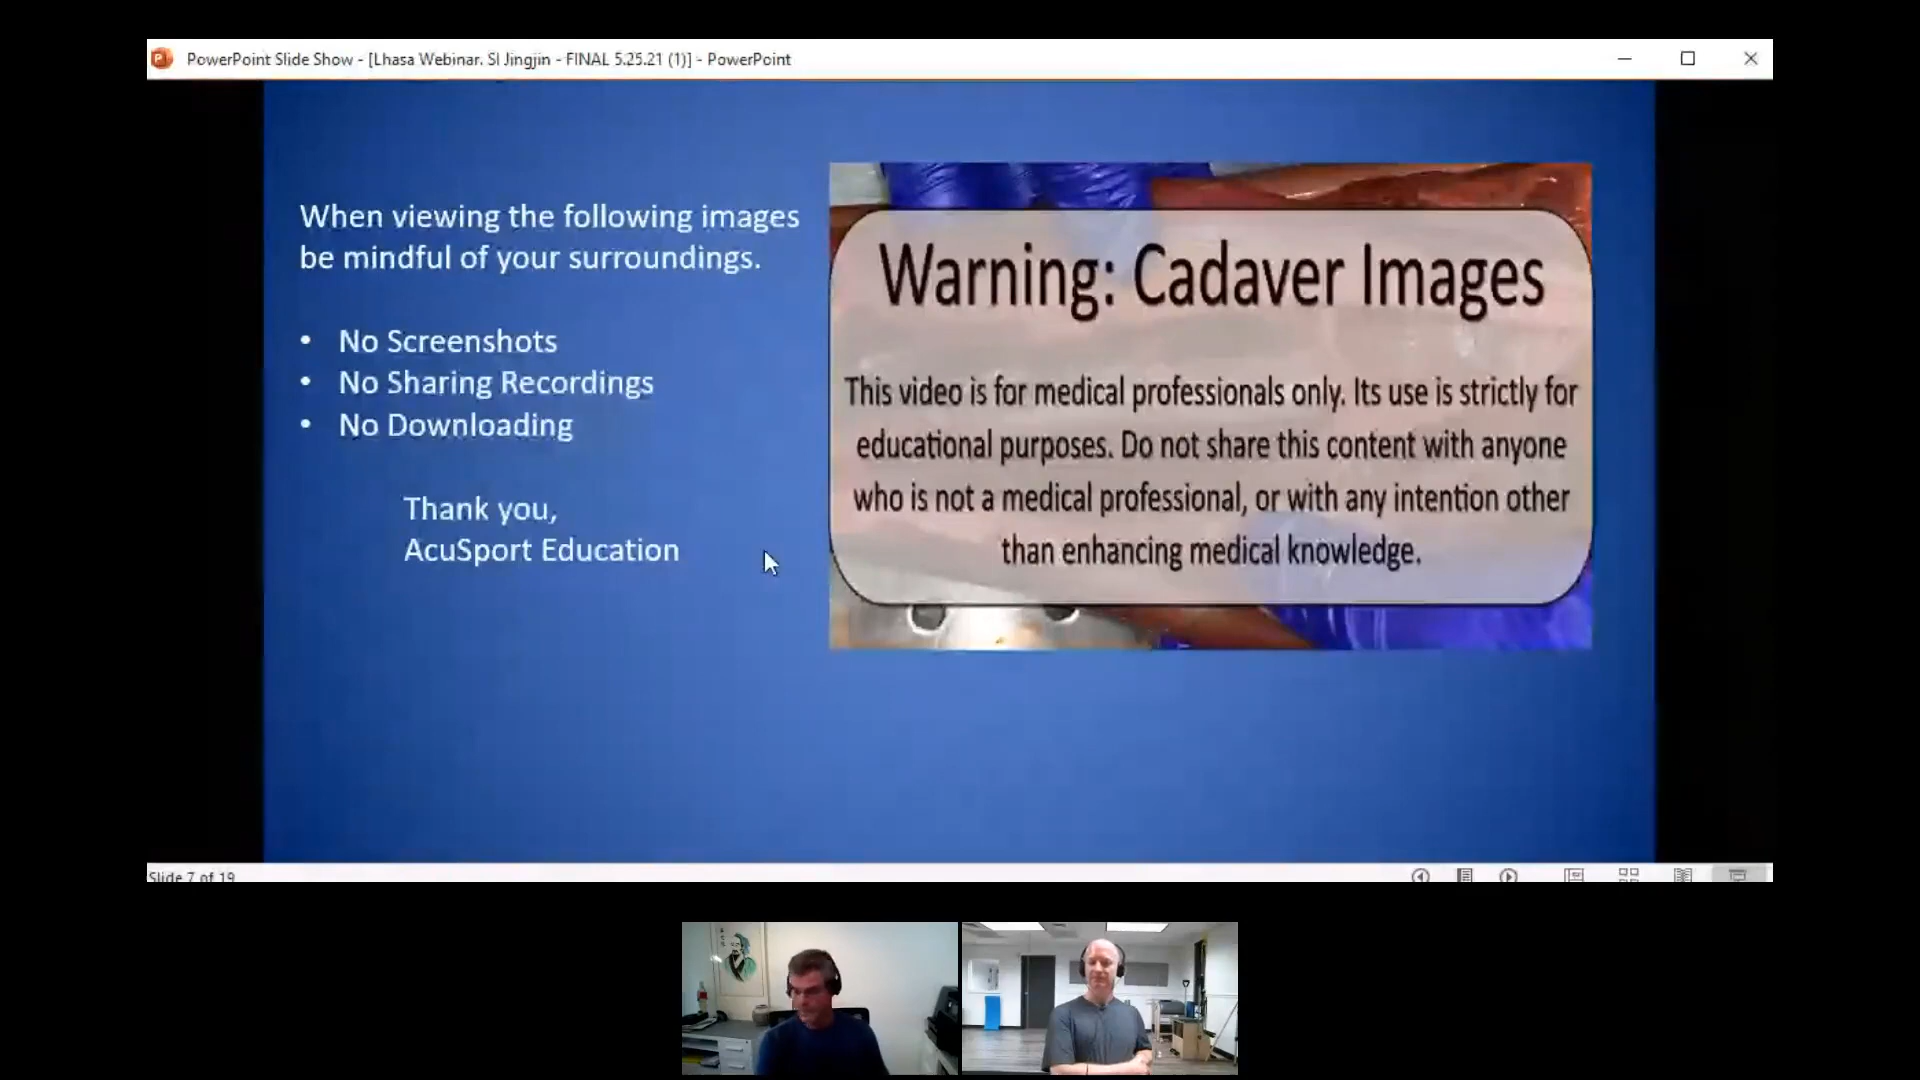 PowerPoint Slide Show - [Lhasa Webinar. SI Jingjin - FINAL 5.25.21 (1)] - PowerPoint
When viewing the following images
be mindful of your surroundings.
• No Screenshots
• No Sharing Recordings
• No Downloading
Thank you,
AcuSport Education
Warning: Cadaver Images
This video is for medical professionals only. Its use is strictly for
educational purposes. Do not share this content with anyone
who is not a medical professional, or with any intention other
than enhancing medical knowledge.
Slide 7 of 19